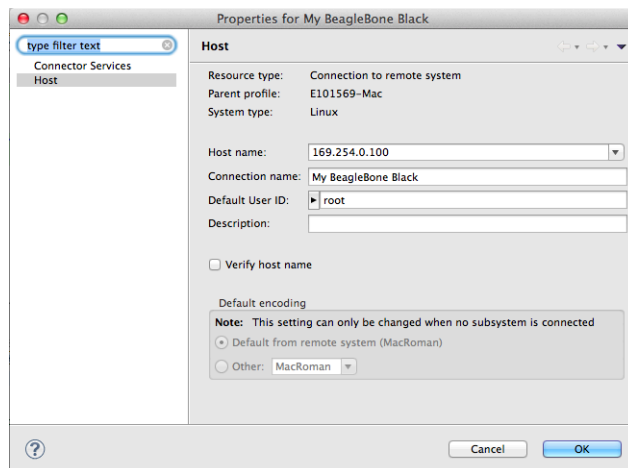 Properties for My BeagleBone Black
type filter text
Connector Services
Host
Host
Resource type: Connection to remote system
Parent profile: E101569-Mac
System type: Linux
Host name: 169.254.0.100
Connection name: My BeagleBone Black
Default User ID: root
Description:
Verify host name
Default encoding
Note: This setting can only be changed when no subsystem is connected
Default from remote system (MacRoman)
Other: MacRoman
?
Cancel OK